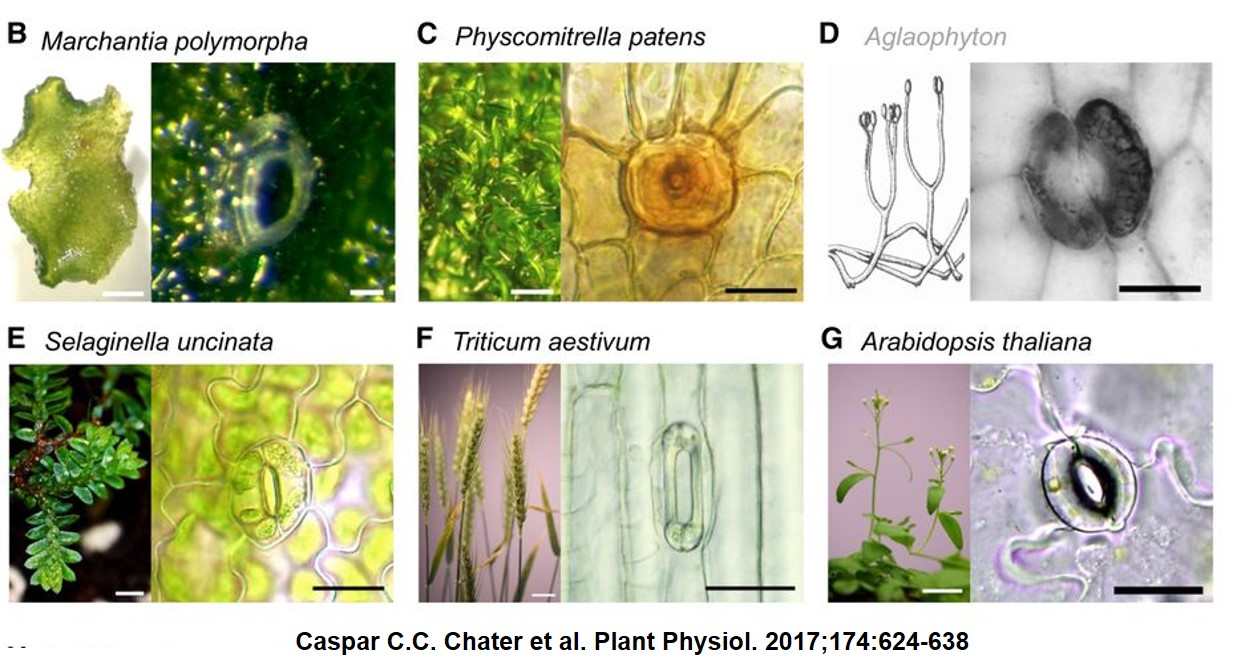 B Marchantia polymorpha
C Physcomitrella patens
D Aglaophyton
E Selaginella uncinata
F Triticum aestivum
G Arabidopsis thaliana
Caspar C.C. Chater et al. Plant Physiol. 2017;174:624-638